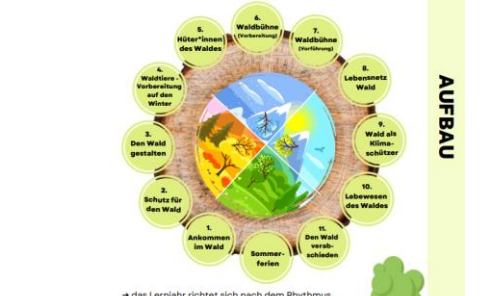 6.
Waldbühne
(Vorbereitung)
7.
Waldbühne
(Vorführung)
5.
Hüter*innen
des Waldes
8.
Lebensnetz
Wald
4.
Waldtiere -
Vorbereitung
auf den
Winter
9.
Wald als
Klima-
schützer
3.
Den Wald
gestalten
10.
Lebewesen
des Waldes
2.
Schutz für
den Wald
11.
Den Wald
verab-
schieden
1.
Ankommen
im Wald
Sommer-
ferien
AUFBAU
→ das Lernjahr richtet sich nach dem Rhythmus